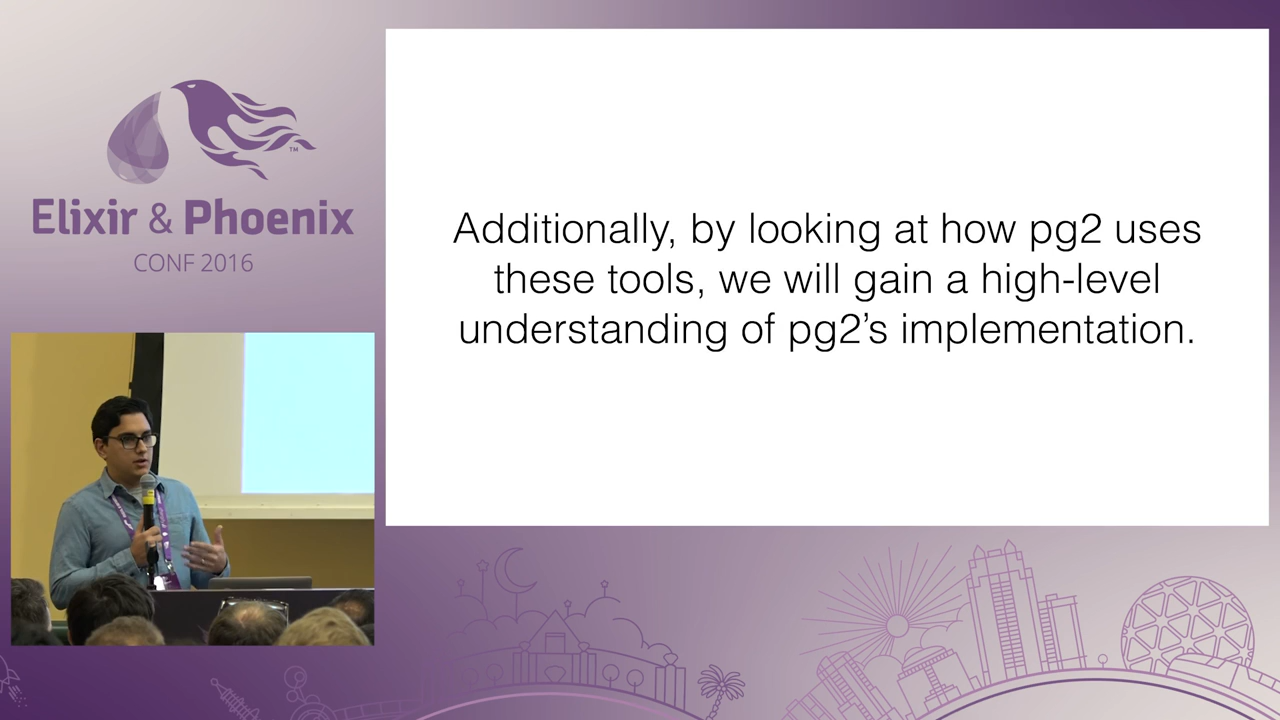 Elixir & Phoenix
TM
CONF 2016
Additionally, by looking at how pg2 uses
these tools, we will gain a high-level
understanding of pg2’s implementation.